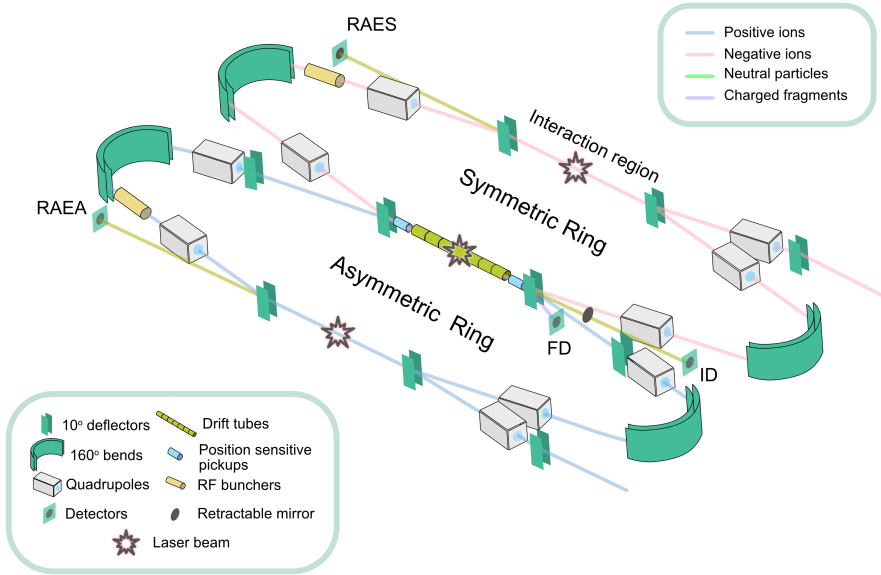 RAES
Positive ions
Negative ions
Neutral particles
Charged fragments
Interaction region
Symmetric Ring
RAEA
Asymmetric Ring
FD
ID
10° deflectors
Drift tubes
160° bends
Position sensitive
pickups
Quadrupoles
RF bunchers
Detectors
Retractable mirror
Laser beam